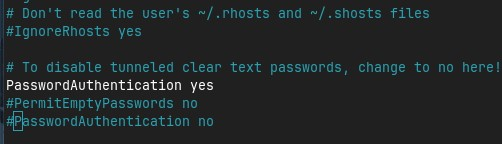 # Don't read the user's ~/.rhosts and ~/.shosts files
#IgnoreRhosts yes
# To disable tunneled clear text passwords, change to no here!
PasswordAuthentication yes
#PermitEmptyPasswords no
#PasswordAuthentication no